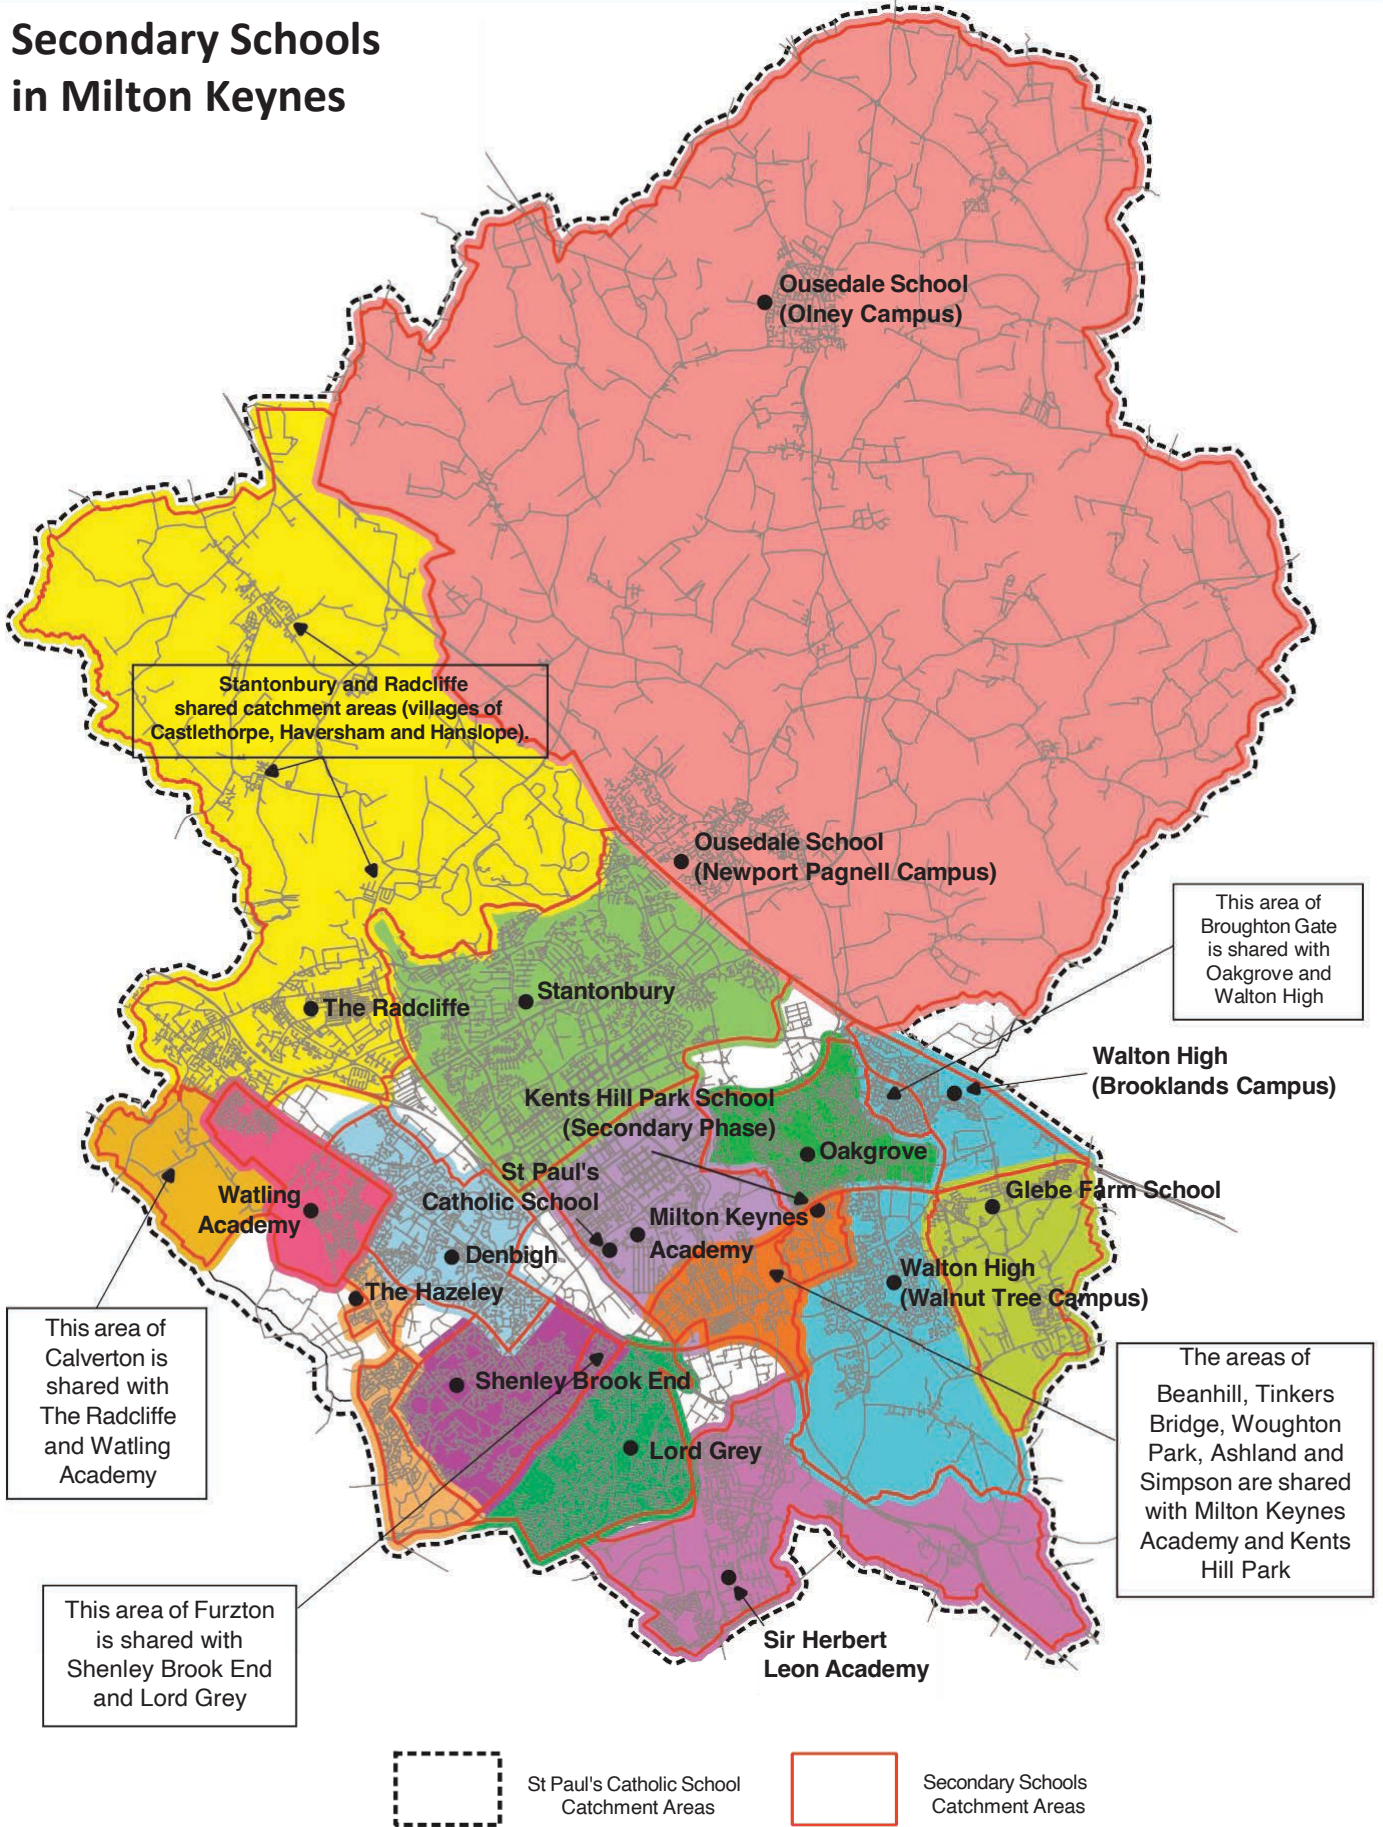 Secondary Schools
in Milton Keynes
Ousedale School
(Olney Campus)
Stantonbury and Radcliffe
shared catchment areas (villages of
Castlethorpe, Haversham and Hanslope).
Ousedale School
(Newport Pagnell Campus)
This area of
Broughton Gate
is shared with
Oakgrove and
Walton High
The Radcliffe
Stantonbury
Walton High
(Brooklands Campus)
Kents Hill Park School
(Secondary Phase)
Oakgrove
St Paul's
Catholic School
Glebe Farm School
Watling
Academy
Milton Keynes
Academy
Denbigh
Walton High
(Walnut Tree Campus)
The Hazeley
This area of
Calverton is
shared with
The Radcliffe
and Watling
Academy
The areas of
Beanhill, Tinkers
Bridge, Woughton
Park, Ashland and
Simpson are shared
with Milton Keynes
Academy and Kents
Hill Park
Shenley Brook End
Lord Grey
This area of Furzton
is shared with
Shenley Brook End
and Lord Grey
Sir Herbert
Leon Academy
St Paul's Catholic School
Catchment Areas
Secondary Schools
Catchment Areas